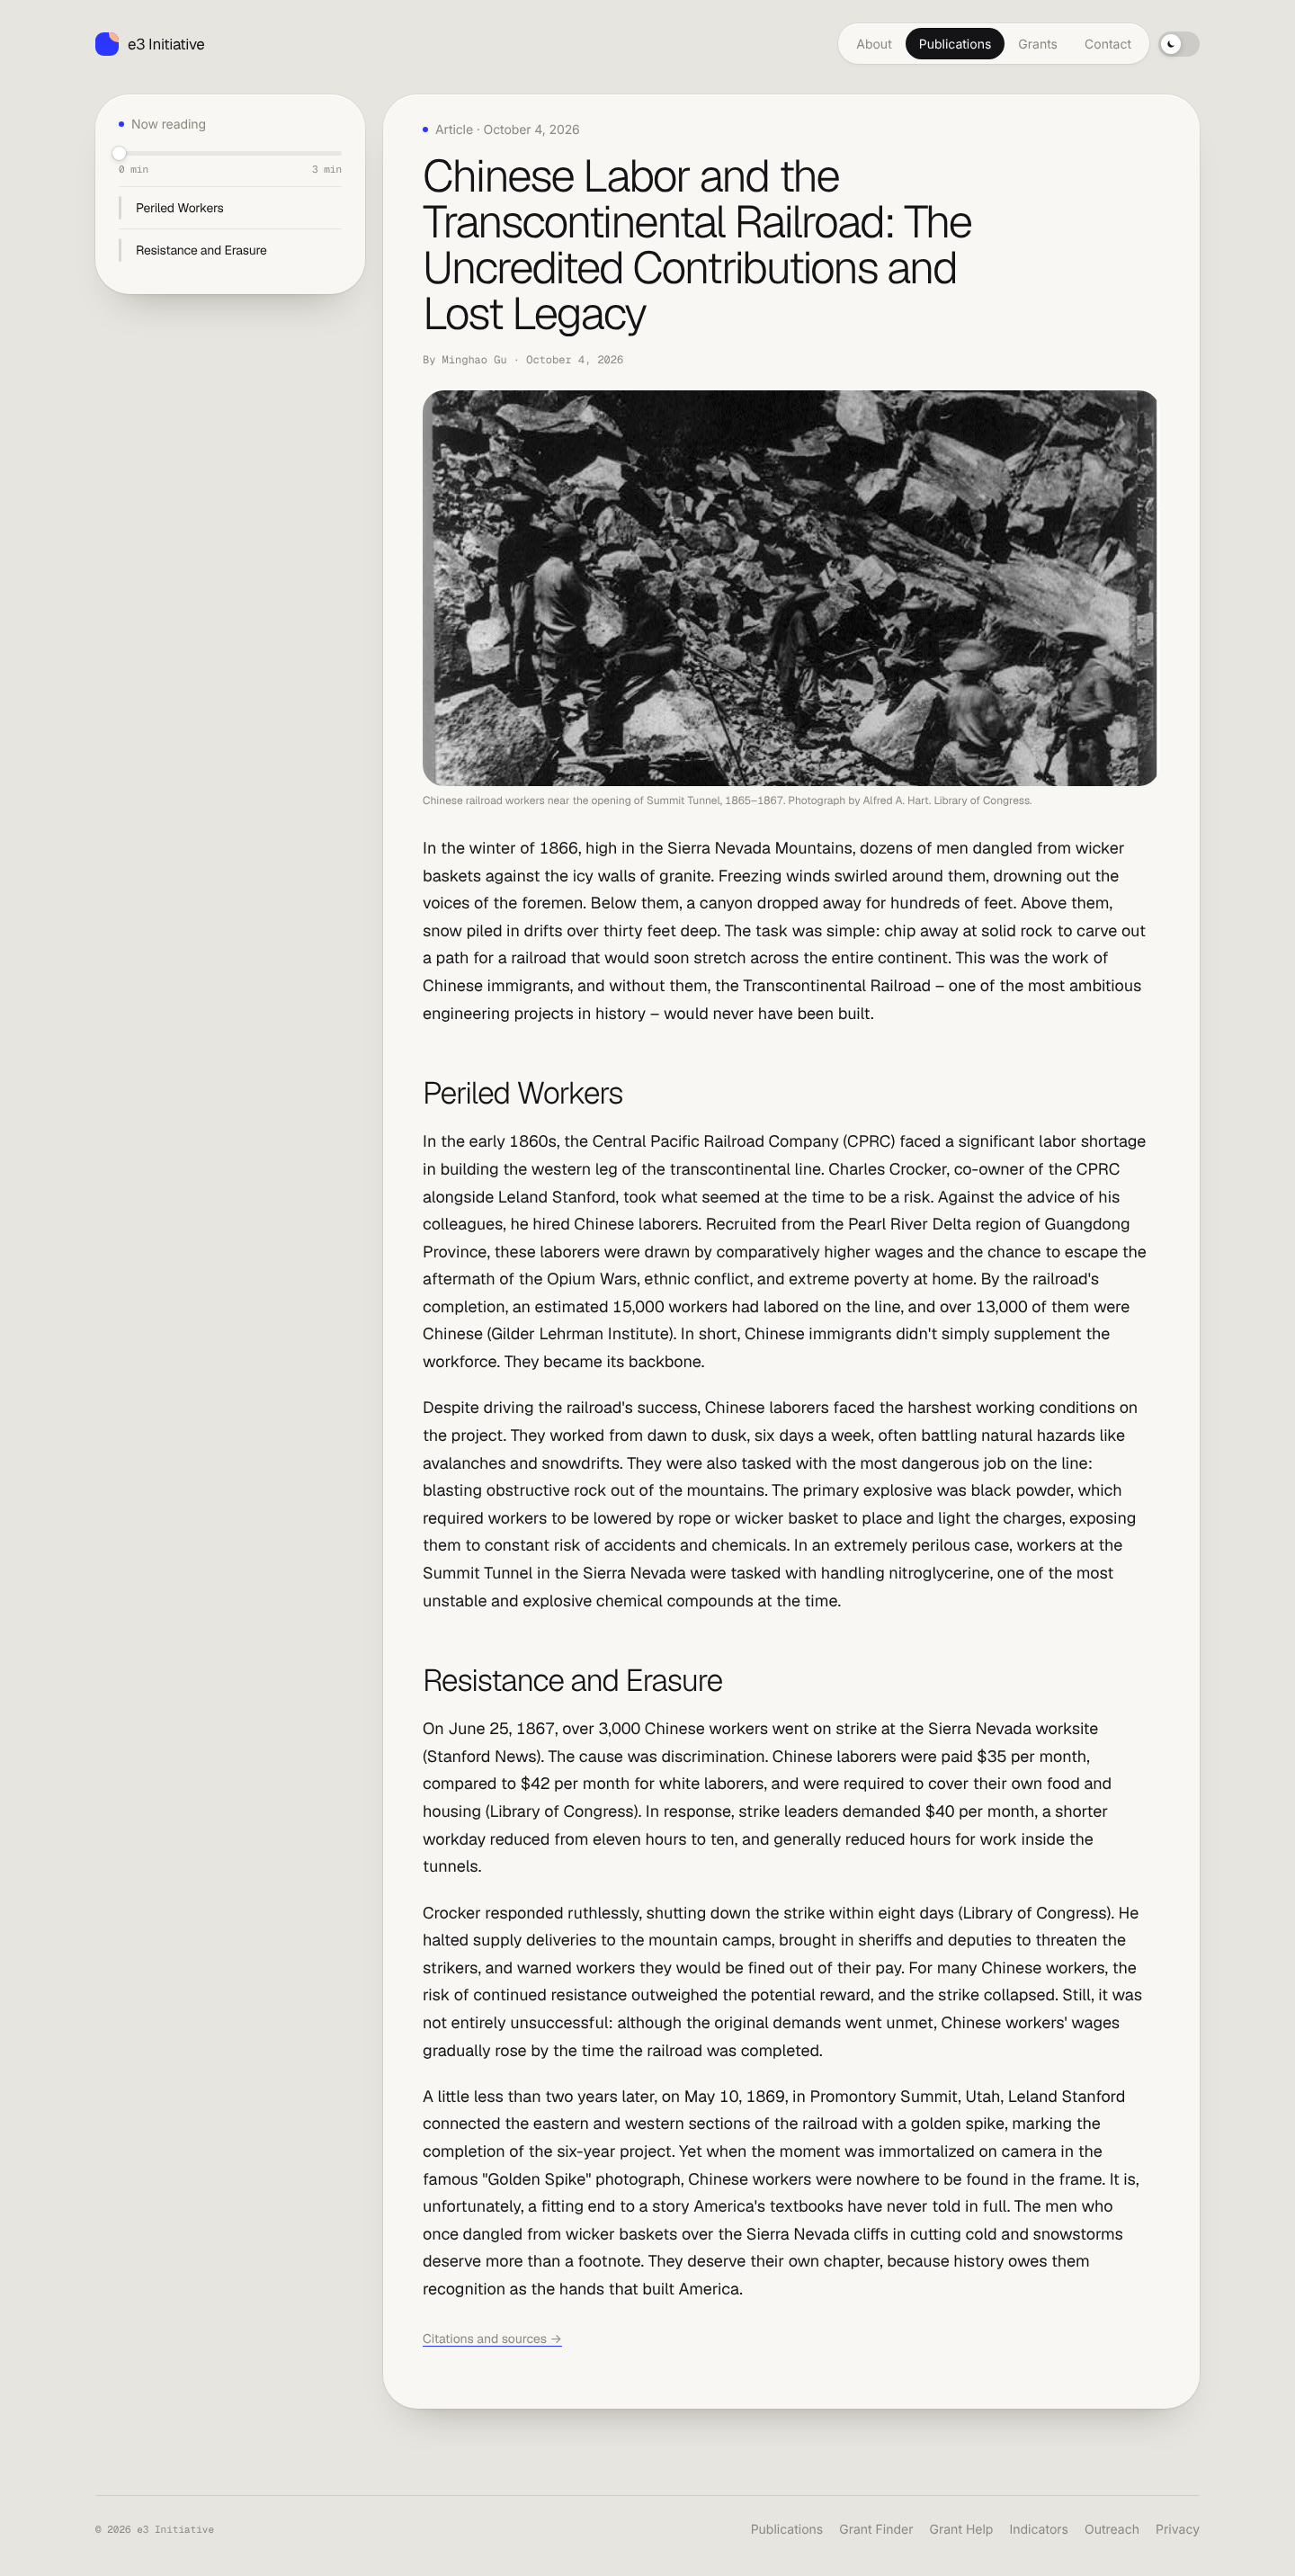 e3 Initiative
About
Publications
Grants
Contact
Now reading
0 min
3 min
Periled Workers
Resistance and Erasure
Article · October 4, 2026
Chinese Labor and the
Transcontinental Railroad: The
Uncredited Contributions and
Lost Legacy
By Minghao Gu · October 4, 2026
Chinese railroad workers near the opening of Summit Tunnel, 1865–1867. Photograph by Alfred A. Hart. Library of Congress.
In the winter of 1866, high in the Sierra Nevada Mountains, dozens of men dangled from wicker
baskets against the icy walls of granite. Freezing winds swirled around them, drowning out the
voices of the foremen. Below them, a canyon dropped away for hundreds of feet. Above them,
snow piled in drifts over thirty feet deep. The task was simple: chip away at solid rock to carve out
a path for a railroad that would soon stretch across the entire continent. This was the work of
Chinese immigrants, and without them, the Transcontinental Railroad – one of the most ambitious
engineering projects in history – would never have been built.
Periled Workers
In the early 1860s, the Central Pacific Railroad Company (CPRC) faced a significant labor shortage
in building the western leg of the transcontinental line. Charles Crocker, co-owner of the CPRC
alongside Leland Stanford, took what seemed at the time to be a risk. Against the advice of his
colleagues, he hired Chinese laborers. Recruited from the Pearl River Delta region of Guangdong
Province, these laborers were drawn by comparatively higher wages and the chance to escape the
aftermath of the Opium Wars, ethnic conflict, and extreme poverty at home. By the railroad's
completion, an estimated 15,000 workers had labored on the line, and over 13,000 of them were
Chinese (Gilder Lehrman Institute). In short, Chinese immigrants didn't simply supplement the
workforce. They became its backbone.
Despite driving the railroad's success, Chinese laborers faced the harshest working conditions on
the project. They worked from dawn to dusk, six days a week, often battling natural hazards like
avalanches and snowdrifts. They were also tasked with the most dangerous job on the line:
blasting obstructive rock out of the mountains. The primary explosive was black powder, which
required workers to be lowered by rope or wicker basket to place and light the charges, exposing
them to constant risk of accidents and chemicals. In an extremely perilous case, workers at the
Summit Tunnel in the Sierra Nevada were tasked with handling nitroglycerine, one of the most
unstable and explosive chemical compounds at the time.
Resistance and Erasure
On June 25, 1867, over 3,000 Chinese workers went on strike at the Sierra Nevada worksite
(Stanford News). The cause was discrimination. Chinese laborers were paid $35 per month,
compared to $42 per month for white laborers, and were required to cover their own food and
housing (Library of Congress). In response, strike leaders demanded $40 per month, a shorter
workday reduced from eleven hours to ten, and generally reduced hours for work inside the
tunnels.
Crocker responded ruthlessly, shutting down the strike within eight days (Library of Congress). He
halted supply deliveries to the mountain camps, brought in sheriffs and deputies to threaten the
strikers, and warned workers they would be fined out of their pay. For many Chinese workers, the
risk of continued resistance outweighed the potential reward, and the strike collapsed. Still, it was
not entirely unsuccessful: although the original demands went unmet, Chinese workers' wages
gradually rose by the time the railroad was completed.
A little less than two years later, on May 10, 1869, in Promontory Summit, Utah, Leland Stanford
connected the eastern and western sections of the railroad with a golden spike, marking the
completion of the six-year project. Yet when the moment was immortalized on camera in the
famous "Golden Spike" photograph, Chinese workers were nowhere to be found in the frame. It is,
unfortunately, a fitting end to a story America's textbooks have never told in full. The men who
once dangled from wicker baskets over the Sierra Nevada cliffs in cutting cold and snowstorms
deserve more than a footnote. They deserve their own chapter, because history owes them
recognition as the hands that built America.
Citations and sources →
© 2026 e3 Initiative
Publications
Grant Finder
Grant Help
Indicators
Outreach
Privacy